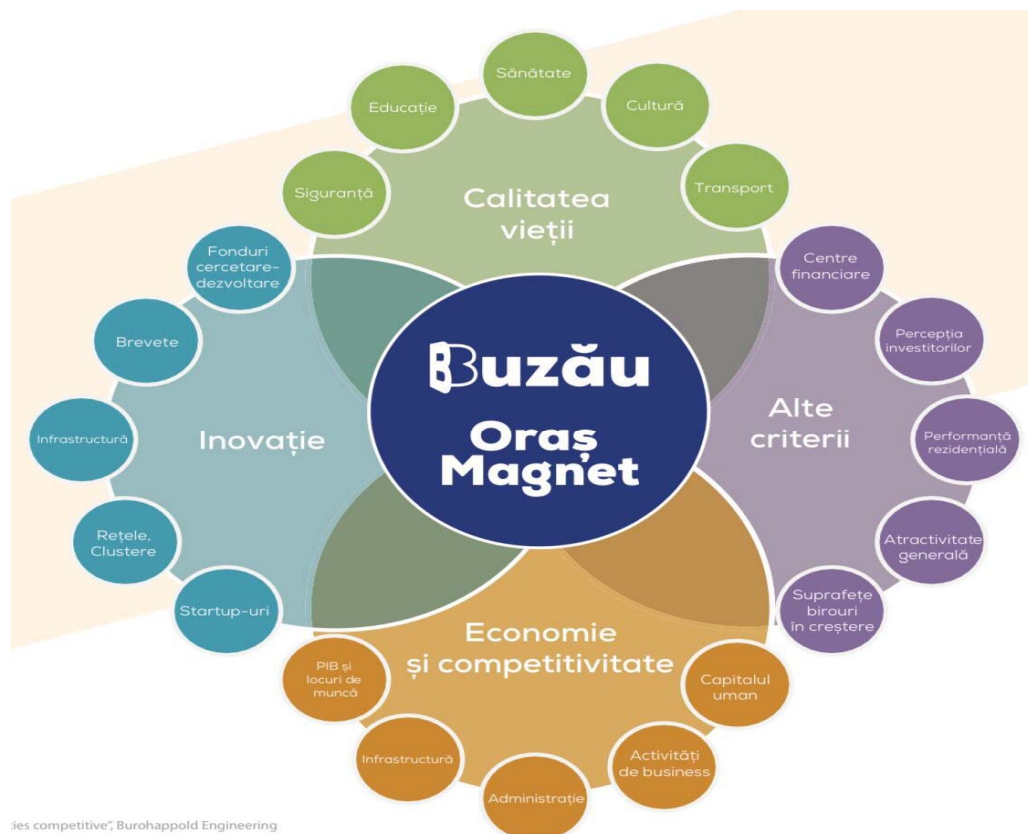 Sănătate
Educație
Cultură
Siguranță
Transport
Calitatea
vieții
Fonduri
cercetare-
dezvoltare
Brevete
Infrastructură
Rețele,
Clustere
Startup-uri
Inovație
Buzău
Oraș
Magnet
Centre
financiare
Percepția
investitorilor
Performanță
rezidențială
Atractivitate
generală
Suprafețe
birouri
în creștere
Alte
criterii
Economie
și competitivitate
PIB și
locuri de
muncă
Infrastructură
Administrație
Activități
de business
Capitalul
uman
competitive”, Burohappold Engineering